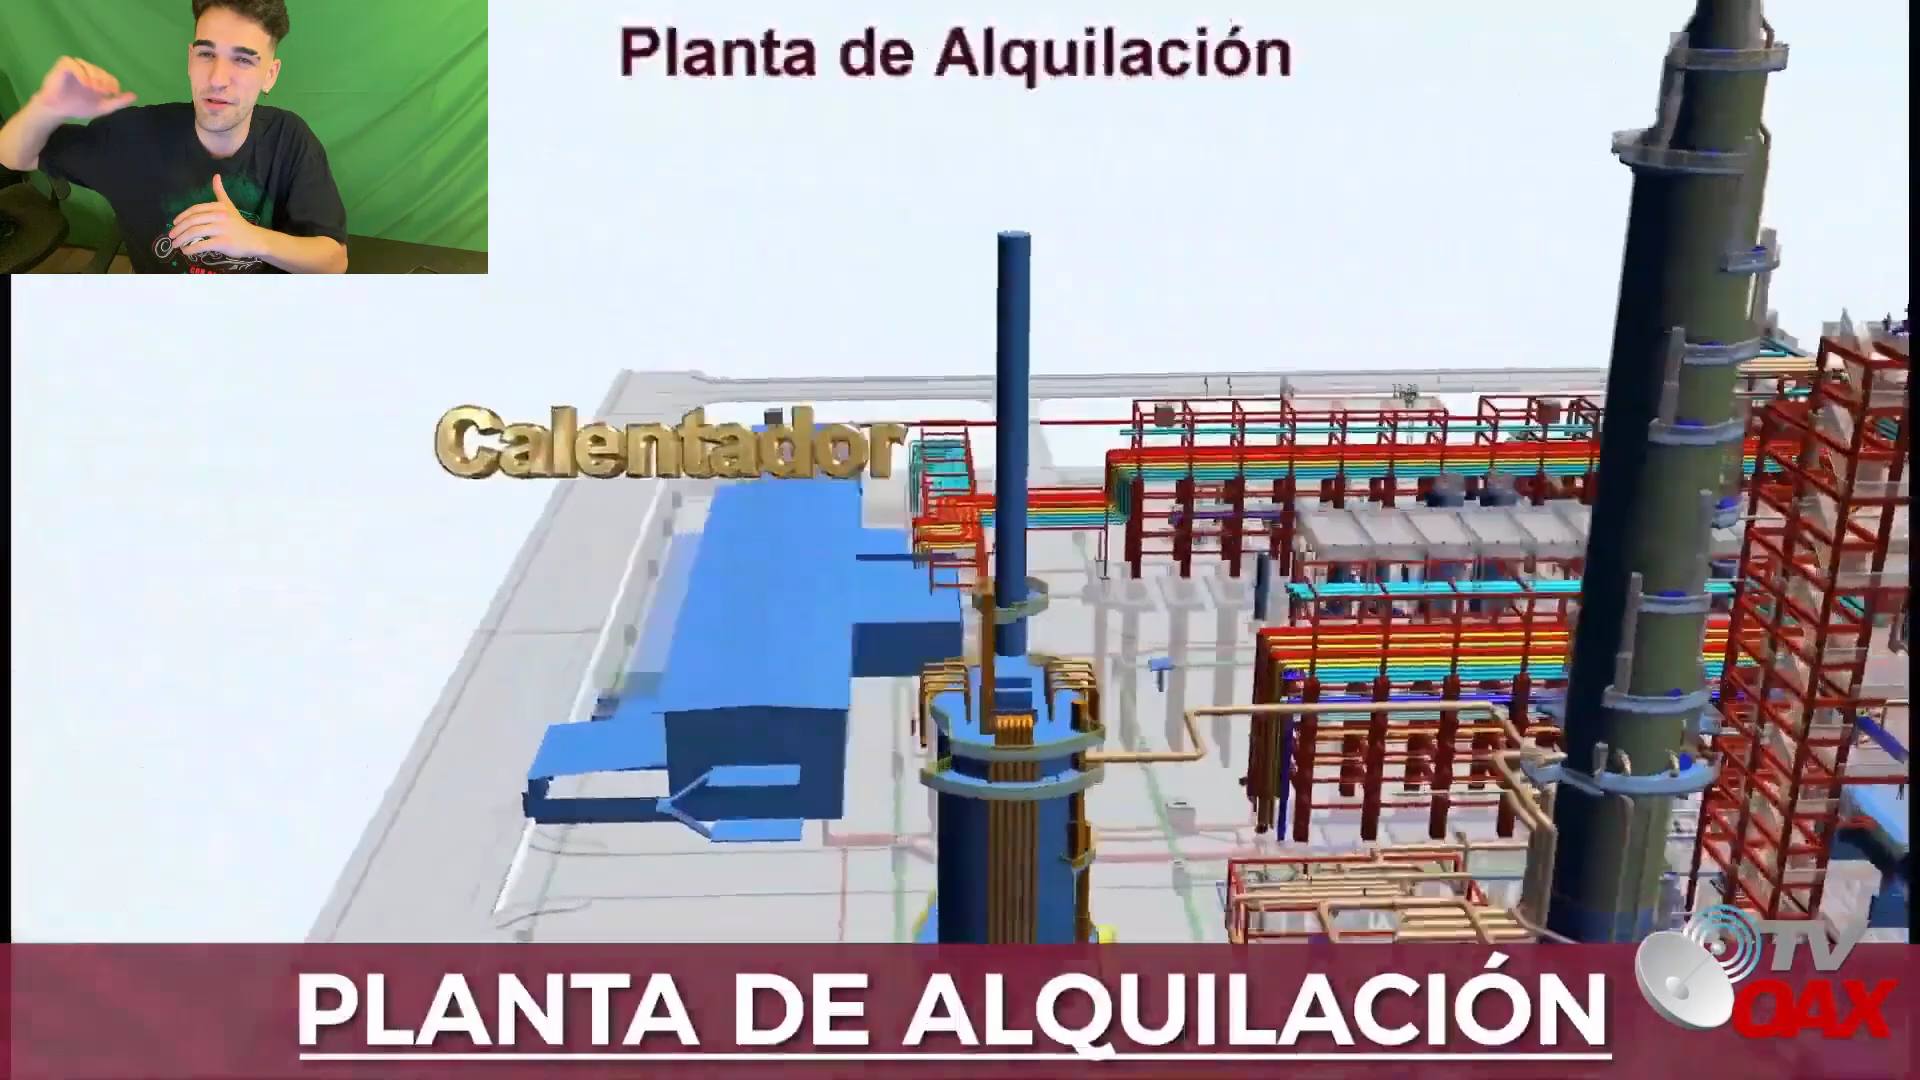 Planta de Alquilación
Calentador
PLANTA DE ALQUILACIÓN
TV
OAX